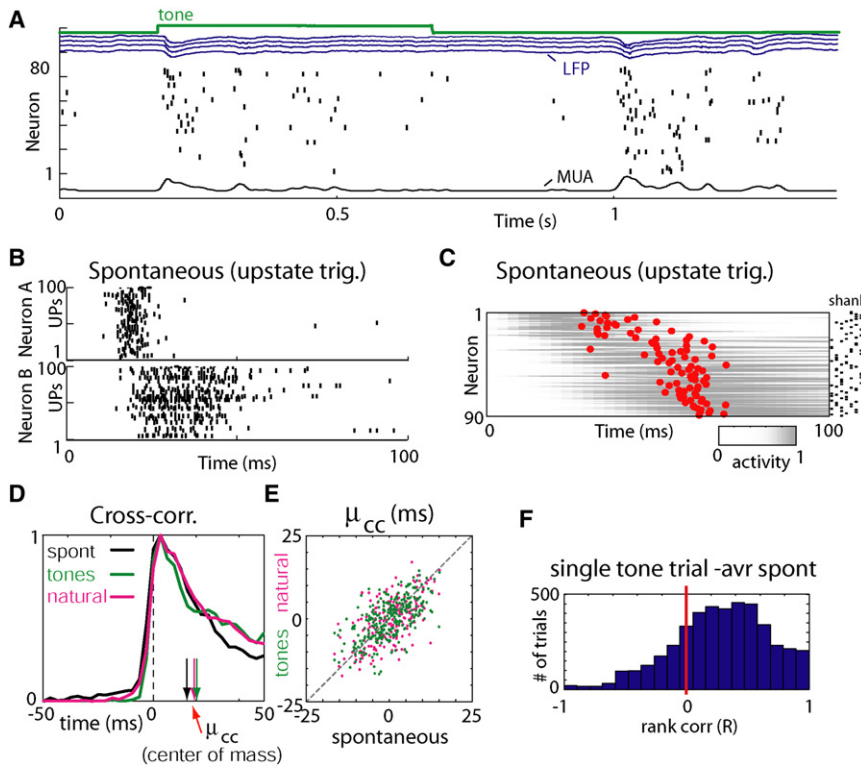 A
tone
LFP
80
Neuron
1
MUA
0
0.5
1
Time (s)
B
Spontaneous (upstate trig.)
Neuron A
UPs
100
1
Neuron B
UPs
100
1
0
100
Time (ms)
C
Spontaneous (upstate trig.)
shank
1
Neuron
90
0
Time (ms)
100
0
1
activity
D
Cross-corr.
1
spont
tones
natural
0
-50
time (ms)
0
50
μcc
(center of mass)
E
μcc (ms)
25
tones natural
0
-25
-25
0
25
spontaneous
F
single tone trial -avr spont
500
# of trials
-1
0
1
rank corr (R)